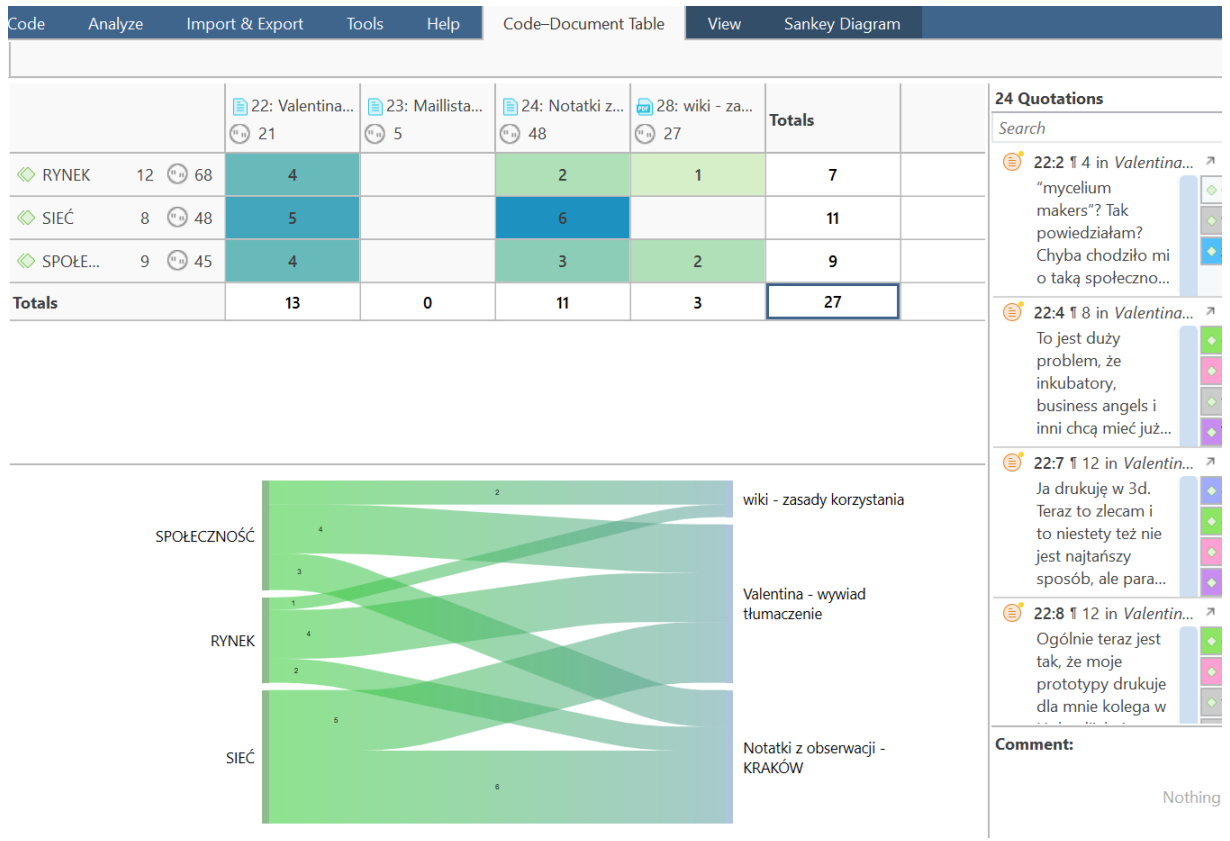 Code Analyze Import & Export Tools Help Code–Document Table View Sankey Diagram
22: Valentina... 23: Maillista... 24: Notatki z... 28: wiki - za... Totals
21 5 48 27
RYNEK 12 68 4 2 1 7
SIEĆ 8 48 5 6 11
SPOŁE... 9 45 4 3 2 9
Totals 13 0 11 3 27
SPOŁECZNOŚĆ
RYNEK
SIEĆ
2
4
3
1
4
2
5
6
wiki - zasady korzystania
Valentina - wywiad
tłumaczenie
Notatki z obserwacji -
KRAKÓW
24 Quotations
Search
22:2 ¶ 4 in Valentina...
“mycelium
makers”? Tak
powiedziałam?
Chyba chodziło mi
o taką społeczno...
22:4 ¶ 8 in Valentina...
To jest duży
problem, że
inkubatory,
business angels i
inni chcą mieć już...
22:7 ¶ 12 in Valentin...
Ja drukuję w 3d.
Teraz to zlecam i
to niestety też nie
jest najtańszy
sposób, ale para...
22:8 ¶ 12 in Valentin...
Ogólnie teraz jest
tak, że moje
prototypy drukuje
dla mnie kolega w
Comment:
Nothing